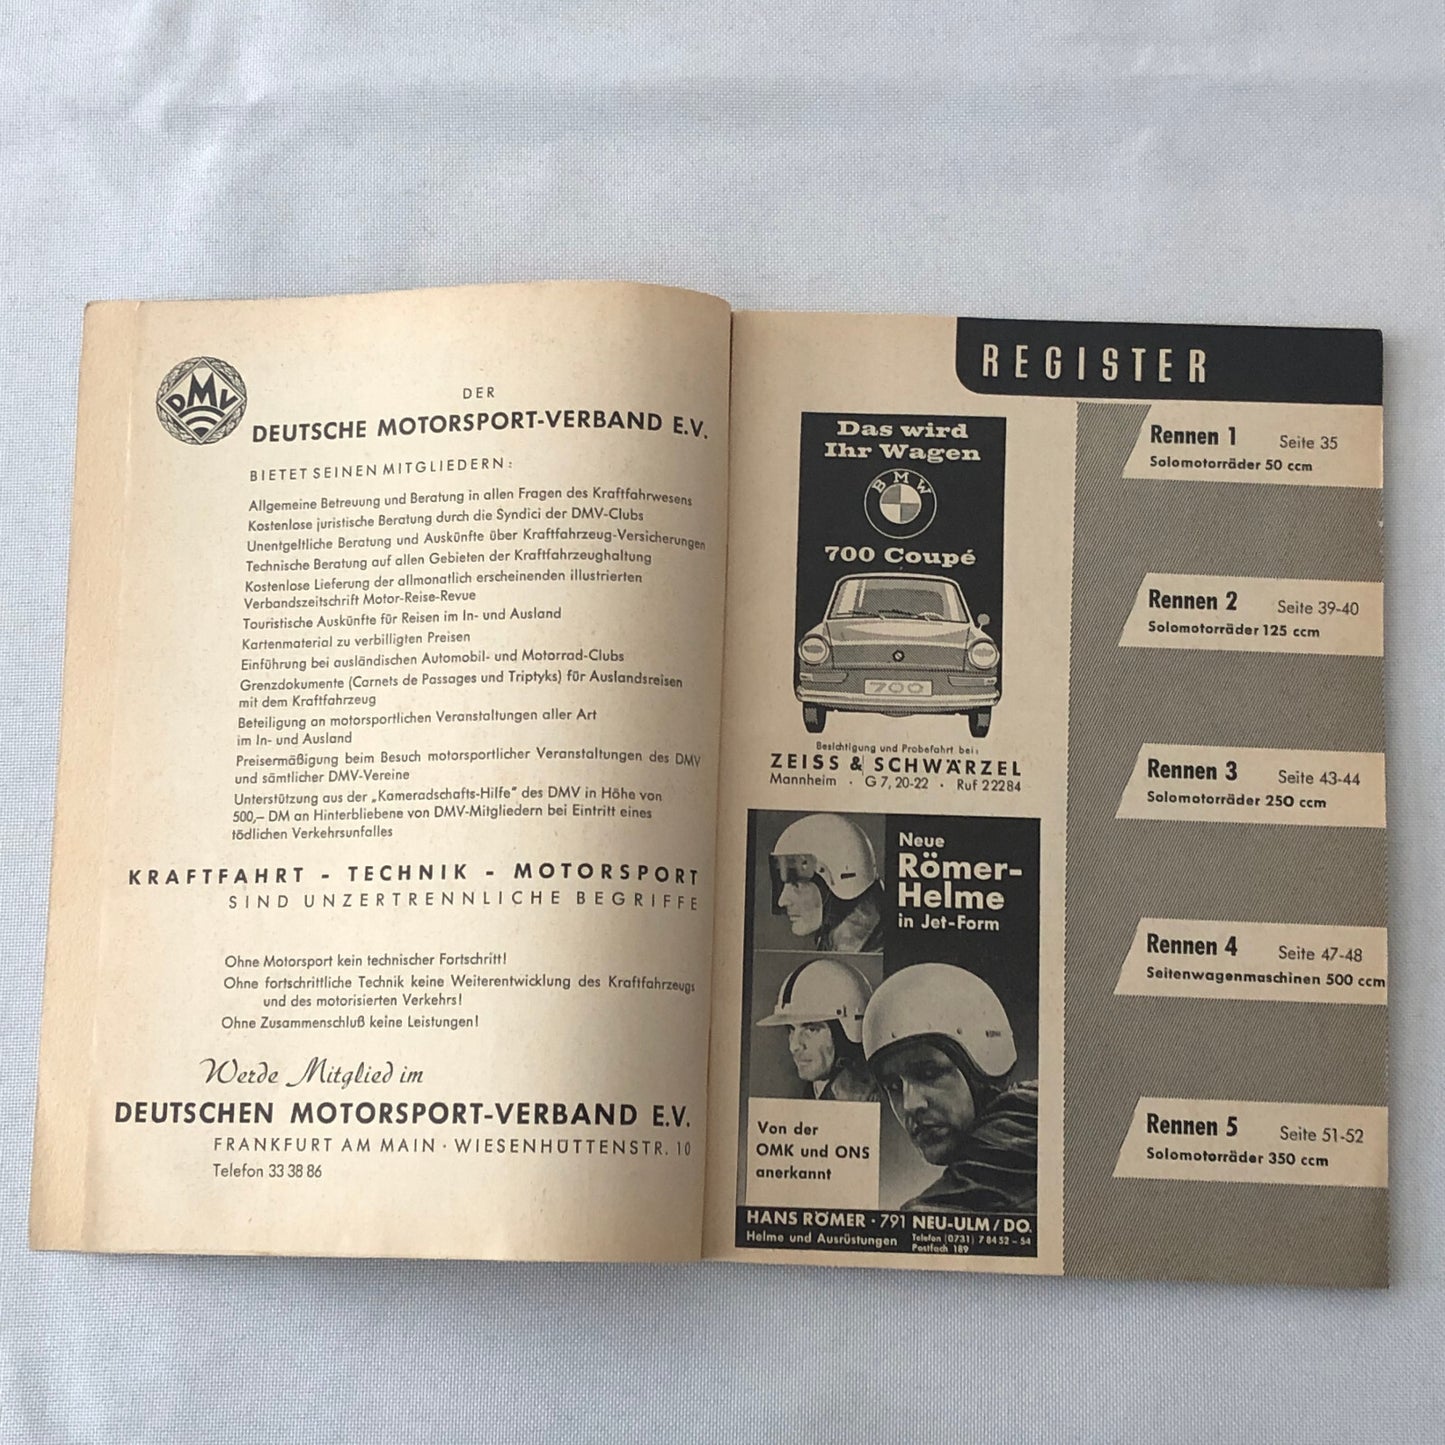 DMV
DER
DEUTSCHE MOTORSPORT-VERBAND E.V.
BIETET SEINEN MITGLIEDERN:
Allgemeine Betreuung und Beratung in allen Fragen des Kraftfahrwesens
Kostenlose juristische Beratung durch die Syndici der DMV-Clubs
Unentgeltliche Beratung und Auskünfte über Kraftfahrzeug-Versicherungen
Technische Beratung auf allen Gebieten der Kraftfahrzeughaltung
Kostenlose Lieferung der allmonatlich erscheinenden illustrierten
Verbandszeitschrift Motor-Reise-Revue
Touristische Auskünfte für Reisen im In- und Ausland
Kartenmaterial zu verbilligten Preisen
Einführung bei ausländischen Automobil- und Motorrad-Clubs
Grenzdokumente (Carnets de Passages und Triptyks) für Auslandsreisen
mit dem Kraftfahrzeug
Beteiligung an motorsportlichen Veranstaltungen aller Art
im In- und Ausland
Preisermäßigung beim Besuch motorsportlicher Veranstaltungen des DMV
und sämtlicher DMV-Vereine
Unterstützung aus der „Kameradschafts-Hilfe" des DMV in Höhe von
500,– DM an Hinterbliebene von DMV-Mitgliedern bei Eintritt eines
tödlichen Verkehrsunfalles
KRAFTFAHRT - TECHNIK - MOTORSPORT
SIND UNZERTRENNLICHE BEGRIFFE
Ohne Motorsport kein technischer Fortschritt!
Ohne fortschrittliche Technik keine Weiterentwicklung des Kraftfahrzeugs
und des motorisierten Verkehrs!
Ohne Zusammenschluß keine Leistungen!
Werde Mitglied im
DEUTSCHEN MOTORSPORT-VERBAND E.V.
FRANKFURT AM MAIN · WIESENHÜTTENSTR. 10
Telefon 33 38 86
REGISTER
Das wird
Ihr Wagen
BMW
700 Coupé
700
Besichtigung und Probefahrt bei:
ZEISS & SCHWÄRZEL
Mannheim · G 7, 20-22 · Ruf 22284
Neue
Römer-
Helme
in Jet-Form
Von der
OMK und ONS
anerkannt
HANS RÖMER · 791 NEU-ULM / DO.
Helme und Ausrüstungen Telefon (0731) 7 84 52 – 54
Postfach 189
Rennen 1 Seite 35
Solomotorräder 50 ccm
Rennen 2 Seite 39-40
Solomotorräder 125 ccm
Rennen 3 Seite 43-44
Solomotorräder 250 ccm
Rennen 4 Seite 47-48
Seitenwagenmaschinen 500 ccm
Rennen 5 Seite 51-52
Solomotorräder 350 ccm